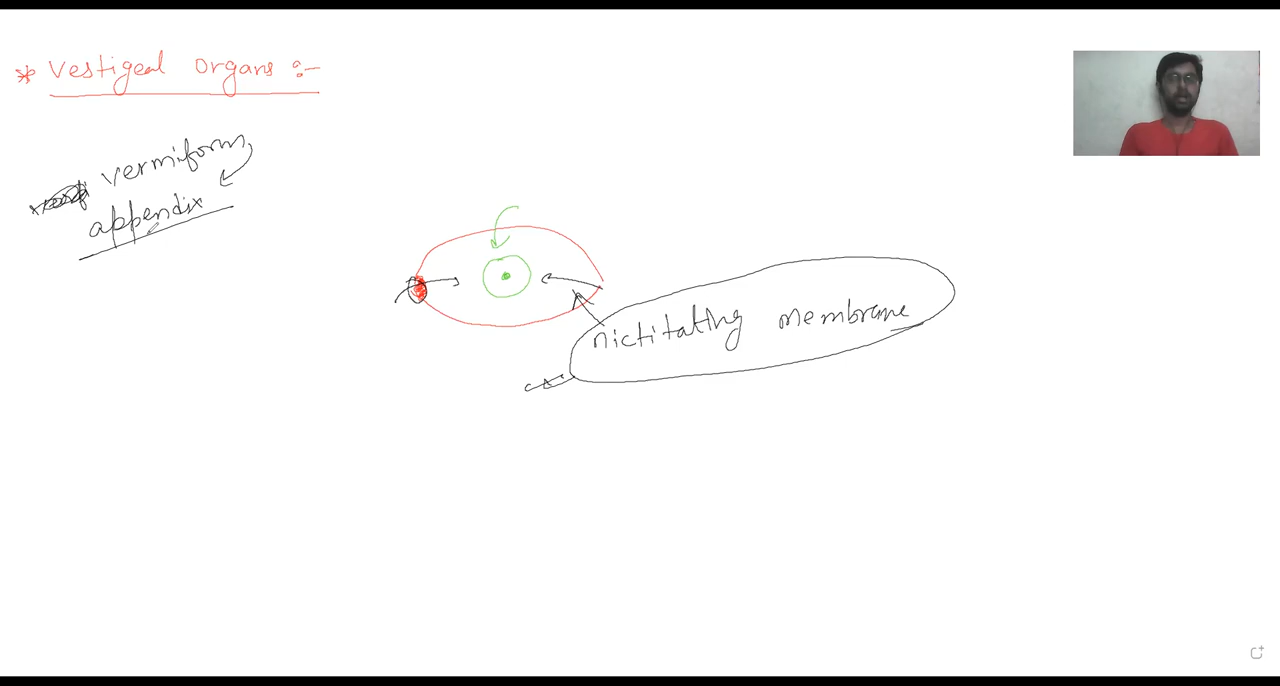 * Vestigeal organs :-
vermiform
appendix
nictitating membrane